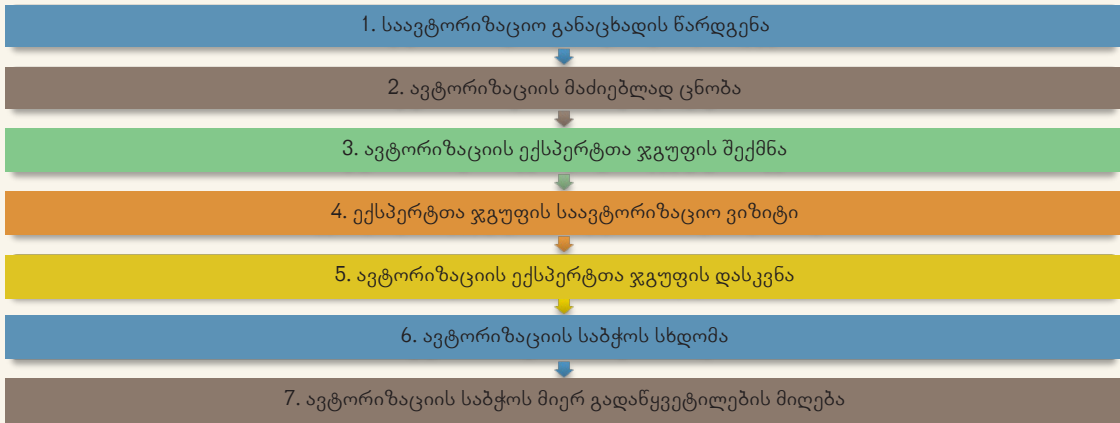 1. საავტორიზაციო განაცხადის წარდგენა
2. ავტორიზაციის მაძიებლად ცნობა
3. ავტორიზაციის ექსპერტთა ჯგუფის შექმნა
4. ექსპერტთა ჯგუფის საავტორიზაციო ვიზიტი
5. ავტორიზაციის ექსპერტთა ჯგუფის დასკვნა
6. ავტორიზაციის საბჭოს სხდომა
7. ავტორიზაციის საბჭოს მიერ გადაწყვეტილების მიღება